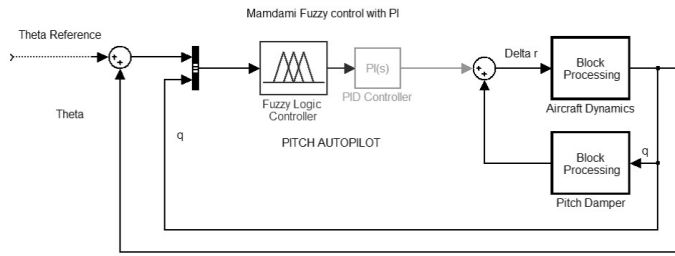 Mamdami Fuzzy control with PI
Theta Reference
Delta r
Block
Processing
Aircraft Dynamics
PI(s)
PID Controller
Fuzzy Logic
Controller
Theta
q
PITCH AUTOPILOT
q
Block
Processing
Pitch Damper